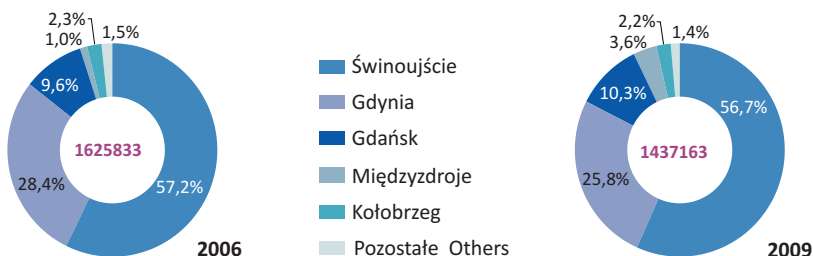 2,3%
1,0%
1,5%
9,6%
1625833
28,4%
57,2%
2006
Świnoujście
Gdynia
Gdańsk
Międzyzdroje
Kołobrzeg
Pozostałe Others
2,2%
3,6%
1,4%
10,3%
56,7%
1437163
25,8%
2009